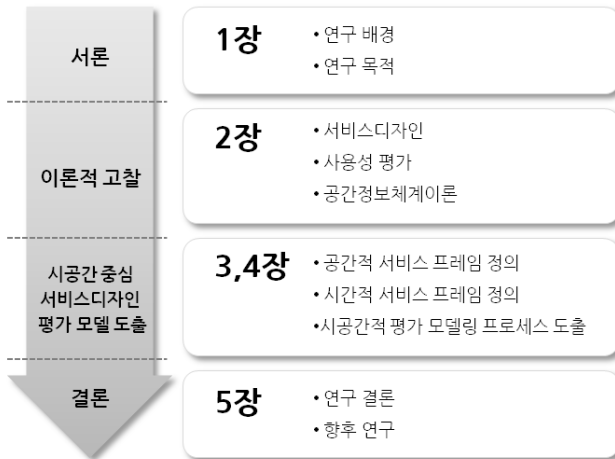 서론
1장
• 연구 배경
• 연구 목적
이론적 고찰
2장
• 서비스디자인
• 사용성 평가
• 공간정보체계이론
시공간 중심
서비스디자인
평가 모델 도출
3,4장
• 공간적 서비스 프레임 정의
• 시간적 서비스 프레임 정의
•시공간적 평가 모델링 프로세스 도출
결론
5장
• 연구 결론
• 향후 연구